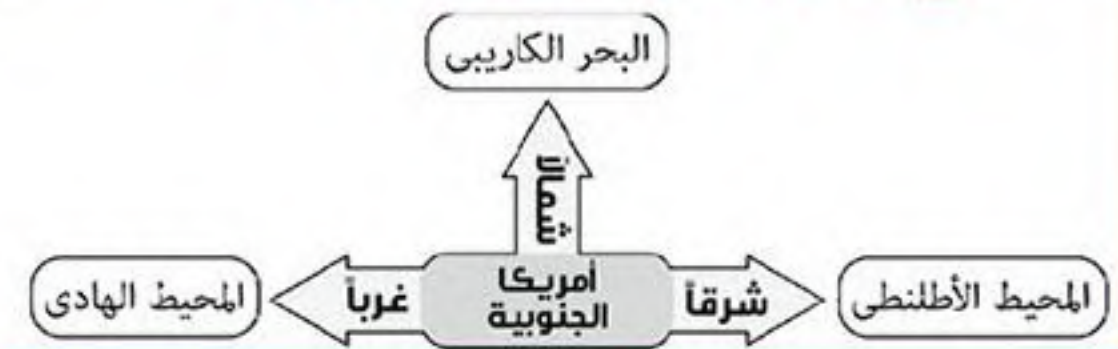 البحر الكاريبى
شمالاً
المحيط الأطلنطى
شرقاً
أمريكا
الجنوبية
غرباً
المحيط الهادى